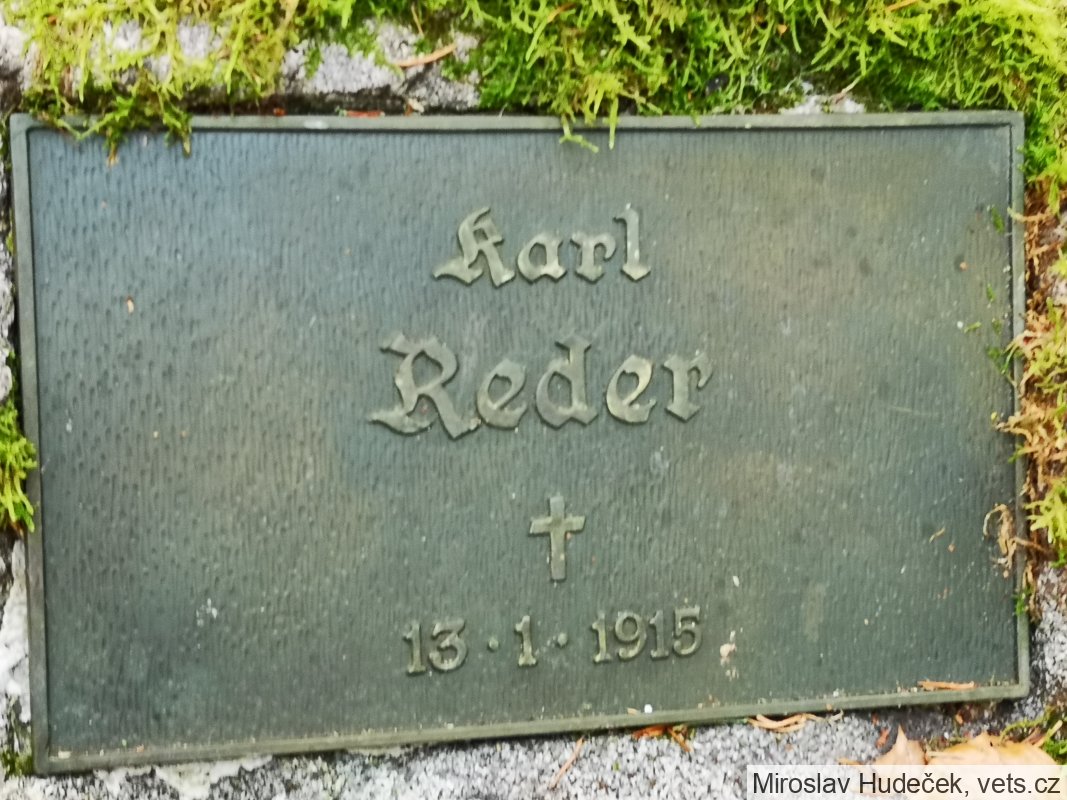 Karl
Reder
†
13 · 1 · 1915
Miroslav Hudeček, vets.cz